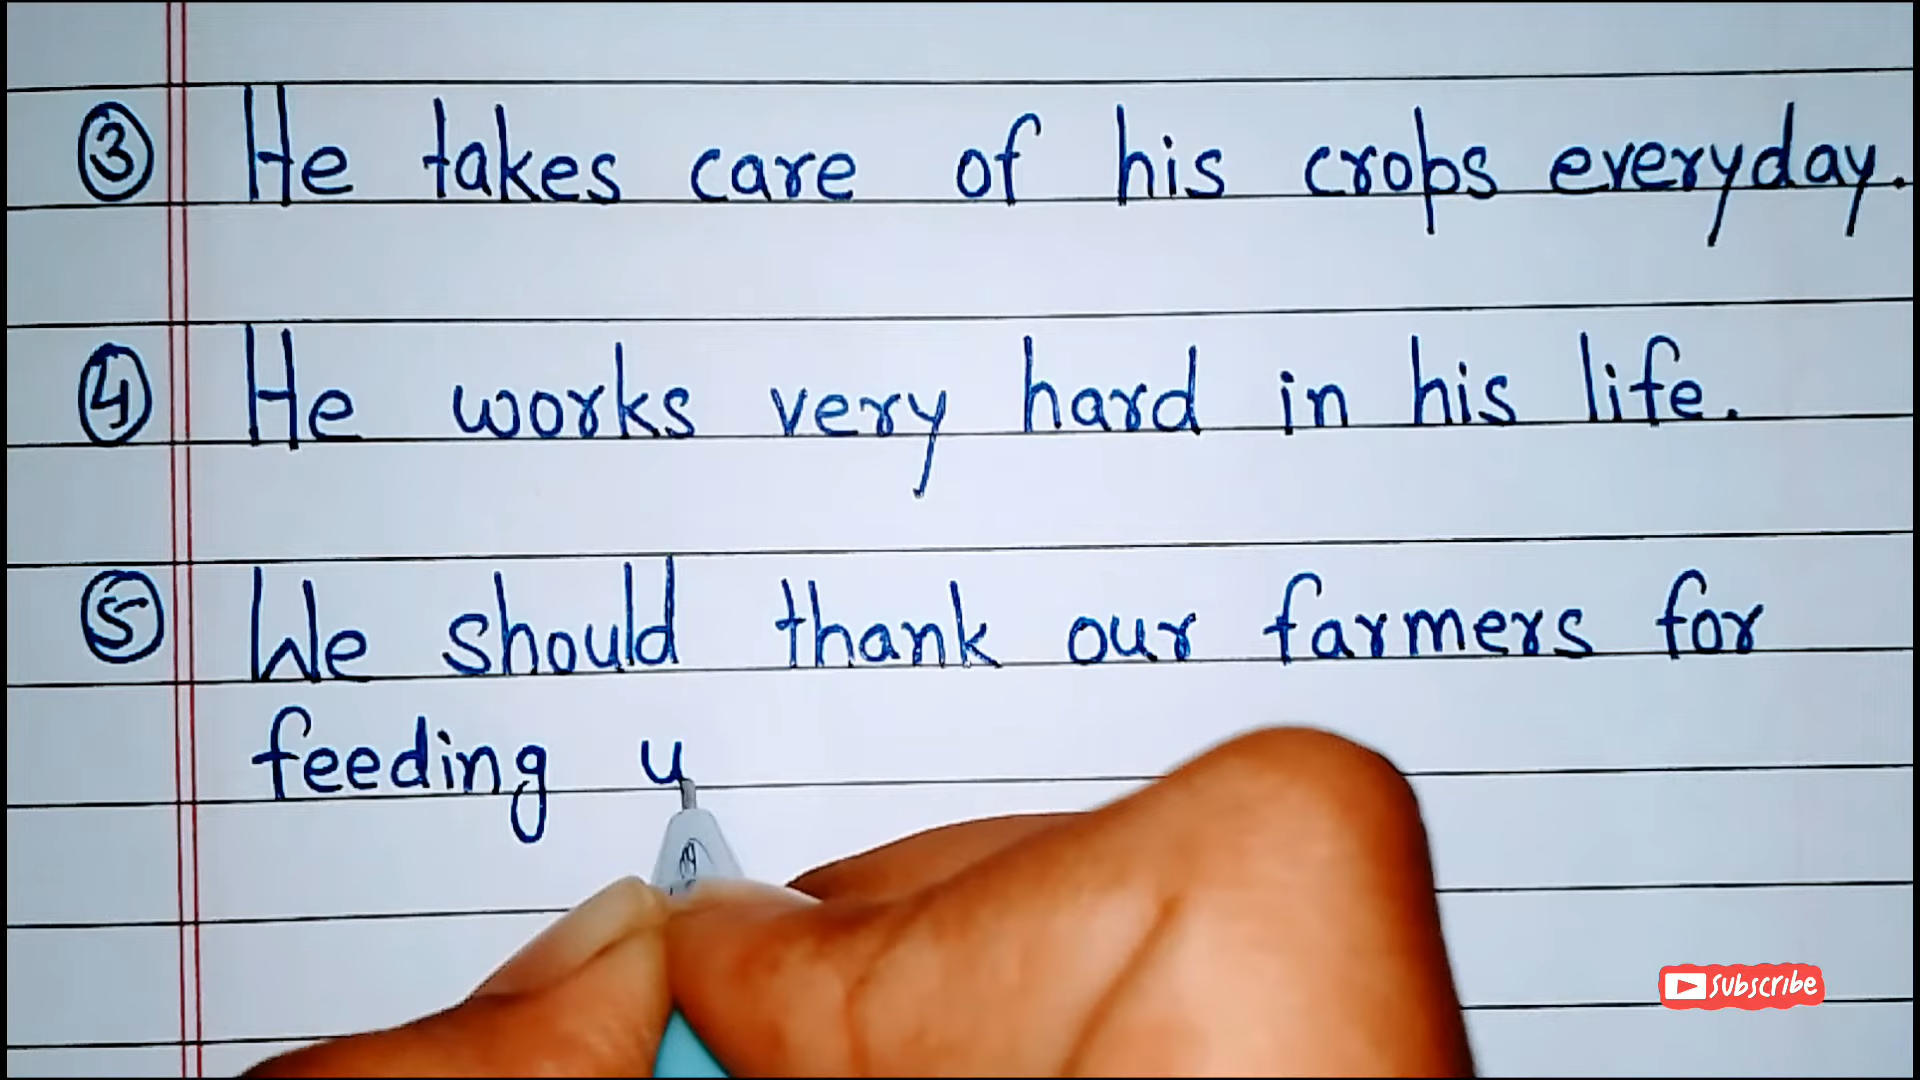 ③ He takes care of his crops everyday.
④ He works very hard in his life.
⑤ We should thank our farmers for
feeding u
SUBSCRIBE